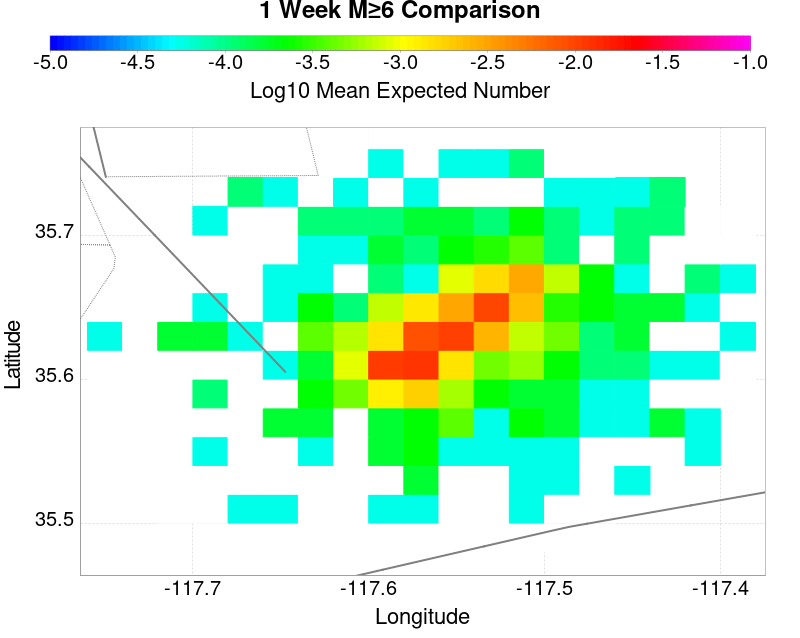 1 Week M≥6 Comparison
-5.0 -4.5 -4.0 -3.5 -3.0 -2.5 -2.0 -1.5 -1.0
Log10 Mean Expected Number
35.7
35.6
35.5
Latitude
-117.7 -117.6 -117.5 -117.4
Longitude